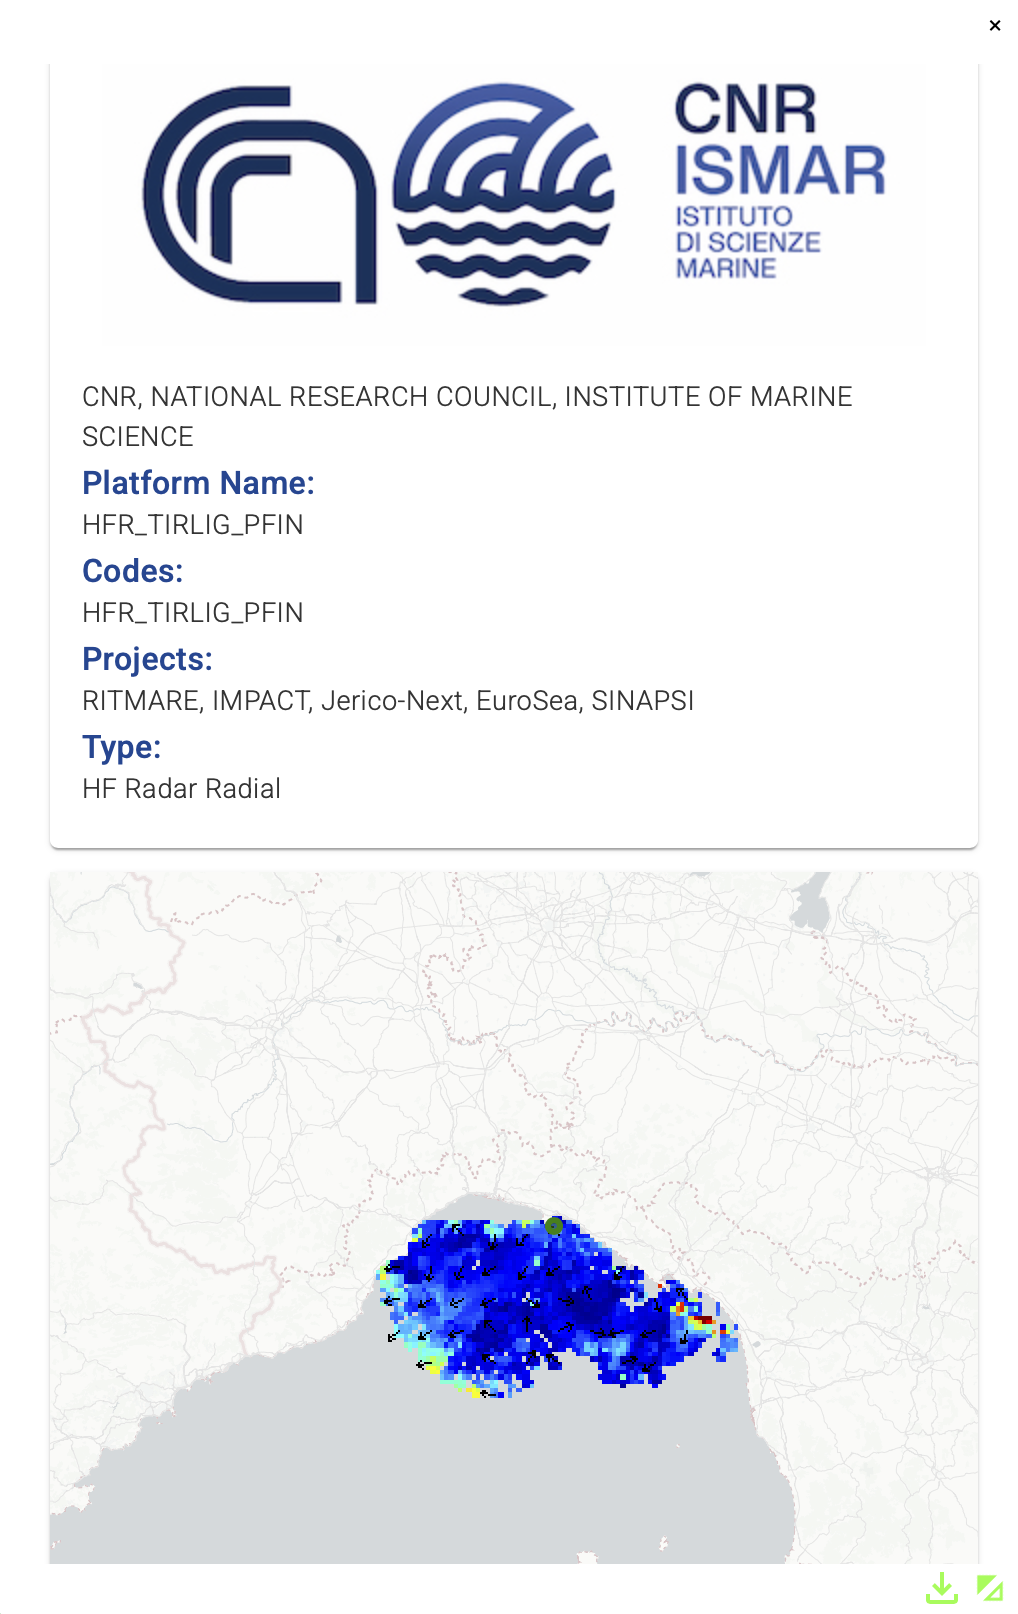 CNR
ISMAR
ISTITUTO
DI SCIENZE
MARINE
CNR, NATIONAL RESEARCH COUNCIL, INSTITUTE OF MARINE
SCIENCE
Platform Name:
HFR_TIRLIG_PFIN
Codes:
HFR_TIRLIG_PFIN
Projects:
RITMARE, IMPACT, Jerico-Next, EuroSea, SINAPSI
Type:
HF Radar Radial